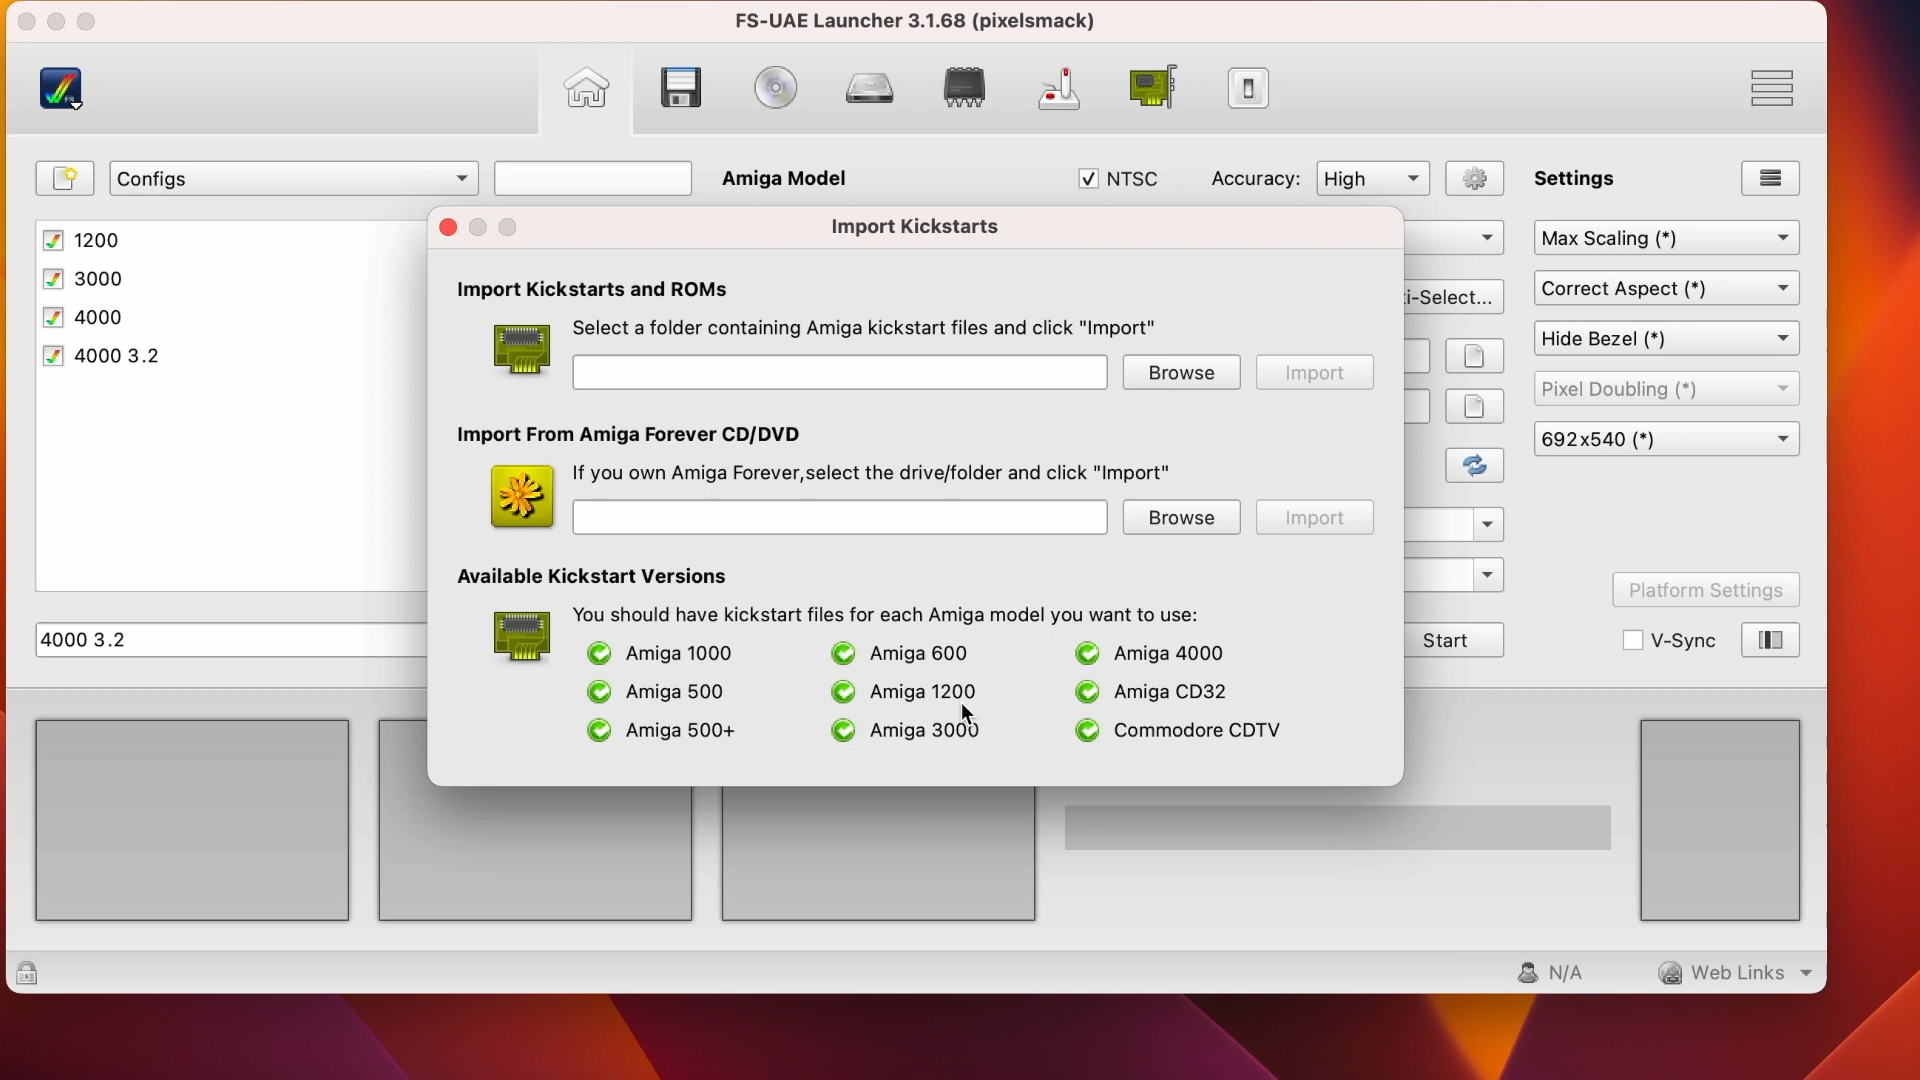 FS-UAE Launcher 3.1.68 (pixelsmack)
Configs
Amiga Model
NTSC
Accuracy:
High
Settings
1200
3000
4000
4000 3.2
4000 3.2
Import Kickstarts
Import Kickstarts and ROMs
Select a folder containing Amiga kickstart files and click "Import"
Browse
Import
Import From Amiga Forever CD/DVD
If you own Amiga Forever,select the drive/folder and click "Import"
Browse
Import
Available Kickstart Versions
You should have kickstart files for each Amiga model you want to use:
Amiga 1000
Amiga 600
Amiga 4000
Amiga 500
Amiga 1200
Amiga CD32
Amiga 500+
Amiga 3000
Commodore CDTV
i-Select...
Start
Max Scaling (*)
Correct Aspect (*)
Hide Bezel (*)
Pixel Doubling (*)
692x540 (*)
Platform Settings
V-Sync
N/A
Web Links